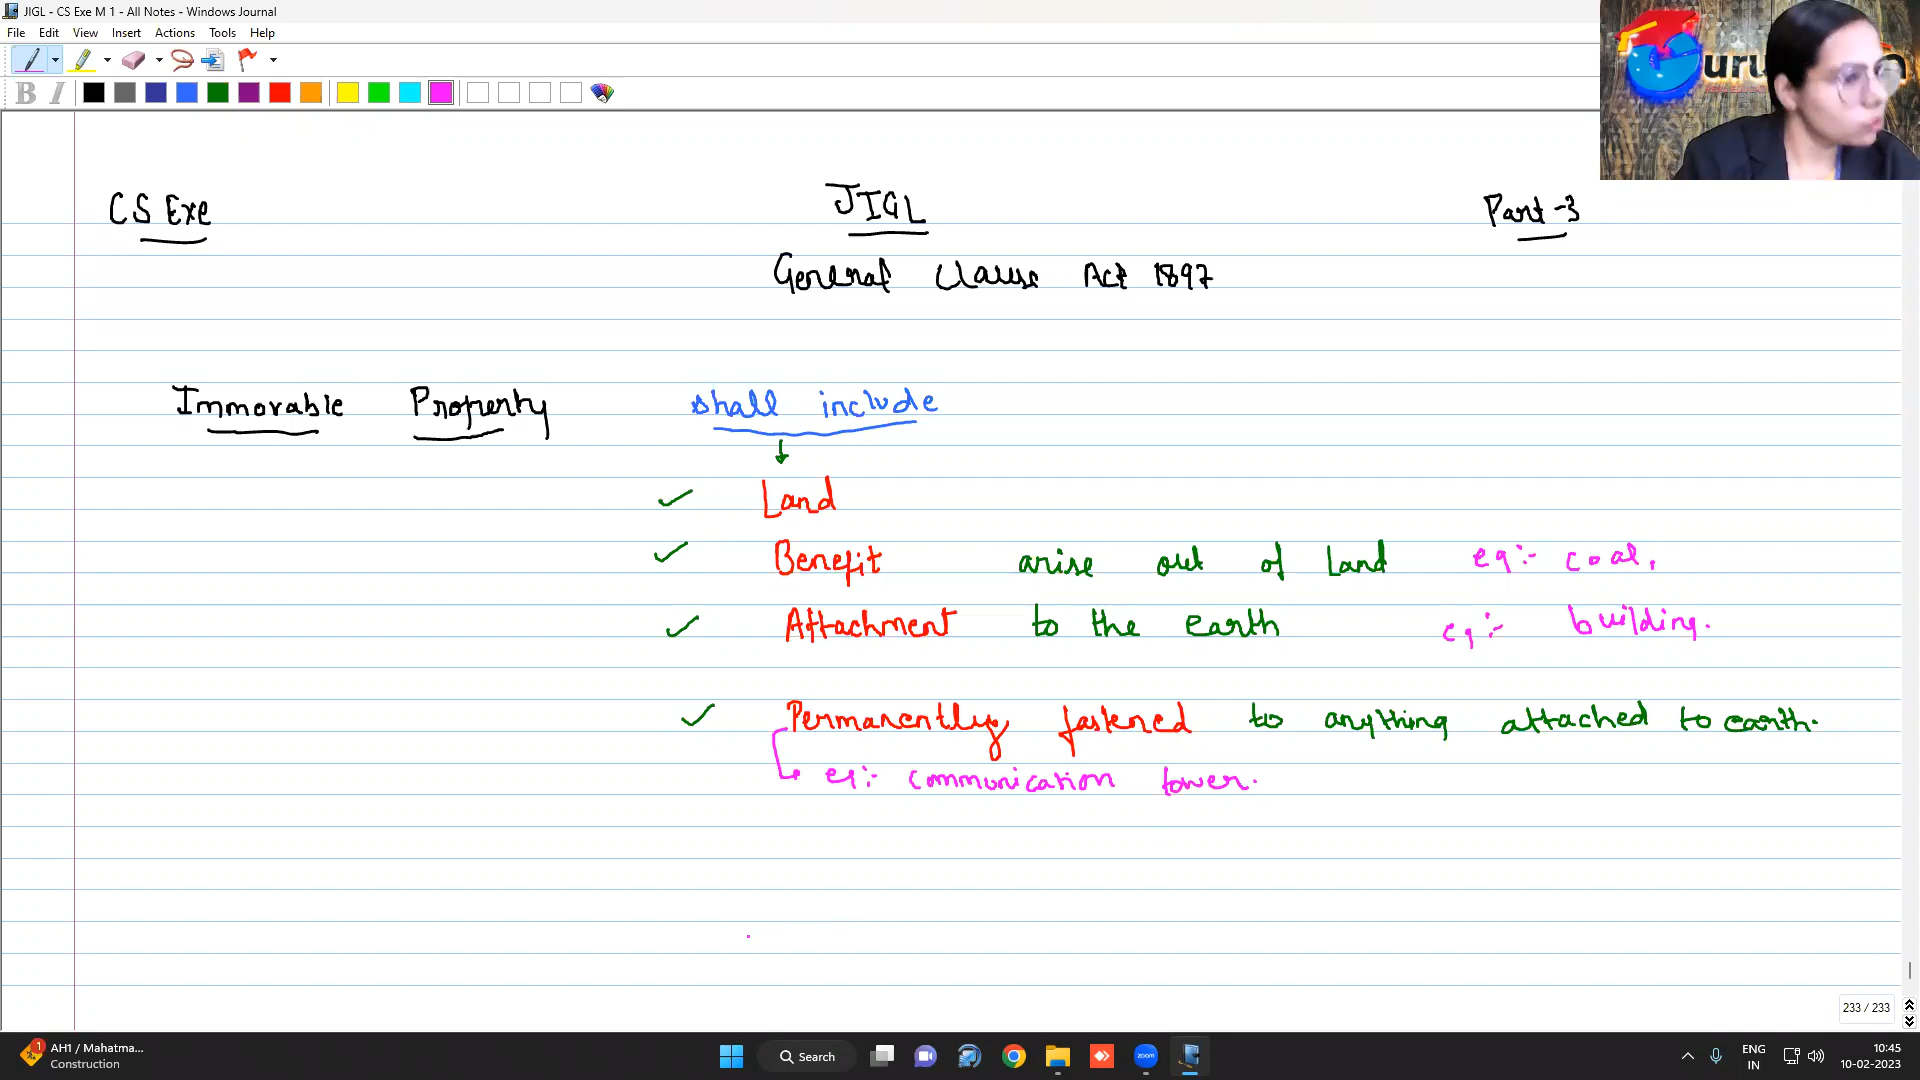 JIGL - CS Exe M 1 - All Notes - Windows Journal
File Edit View Insert Actions Tools Help
B I
CS Exe JIGL Part-3
General Clause Act 1897
Immovable Property shall include
Land
Benefit arise out of Land eg:- coal,
Attachment to the earth eg:- building.
Permanently fastened to anything attached to earth.
eg:- communication tower.
233 / 233
1
AH1 / Mahatma...
Construction
Search
zoom
ENG
IN
10:45
10-02-2023